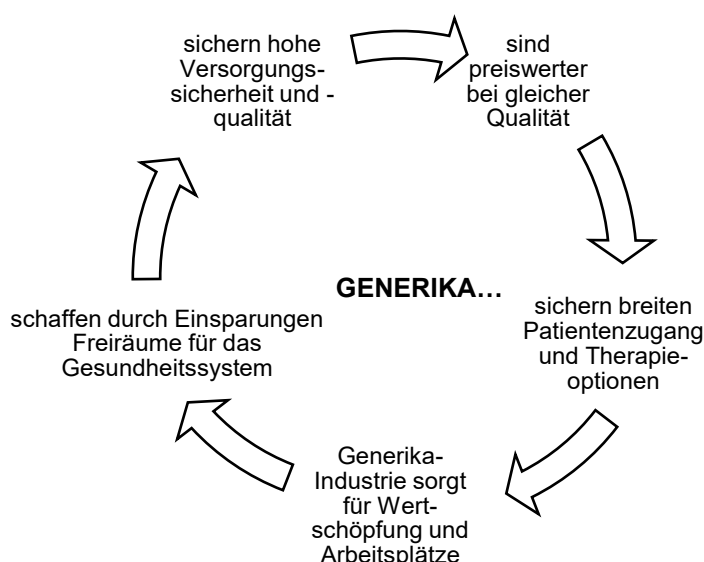 sichern hohe
Versorgungs-
sicherheit und -
qualität
sind
preiswerter
bei gleicher
Qualität
GENERIKA…
sichern breiten
Patientenzugang
und Therapie-
optionen
Generika-
Industrie sorgt
für Wert-
schöpfung und
Arbeitsplätze
schaffen durch Einsparungen
Freiräume für das
Gesundheitssystem